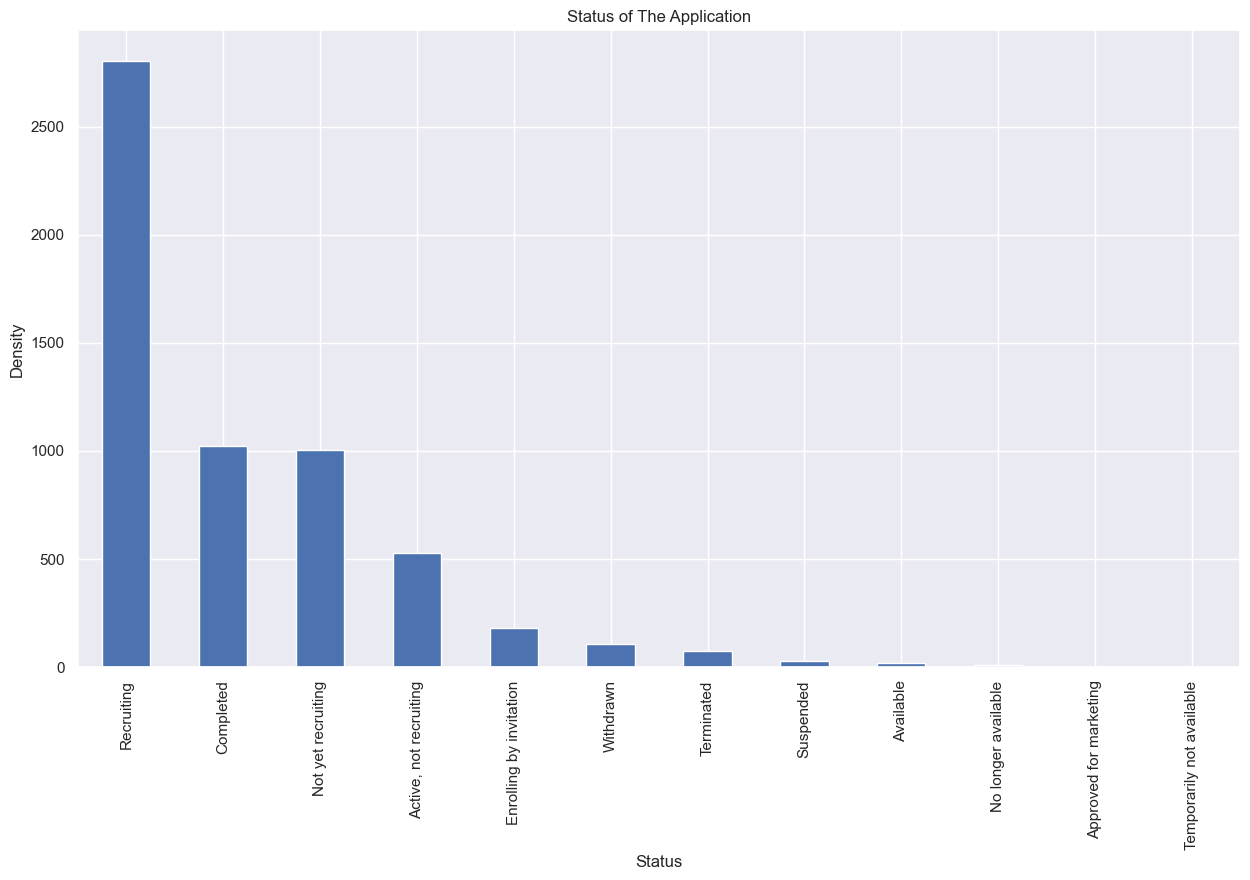 Status of The Application
Density
2500
2000
1500
1000
500
0
Recruiting
Completed
Not yet recruiting
Active, not recruiting
Enrolling by invitation
Withdrawn
Terminated
Suspended
Available
No longer available
Approved for marketing
Temporarily not available
Status